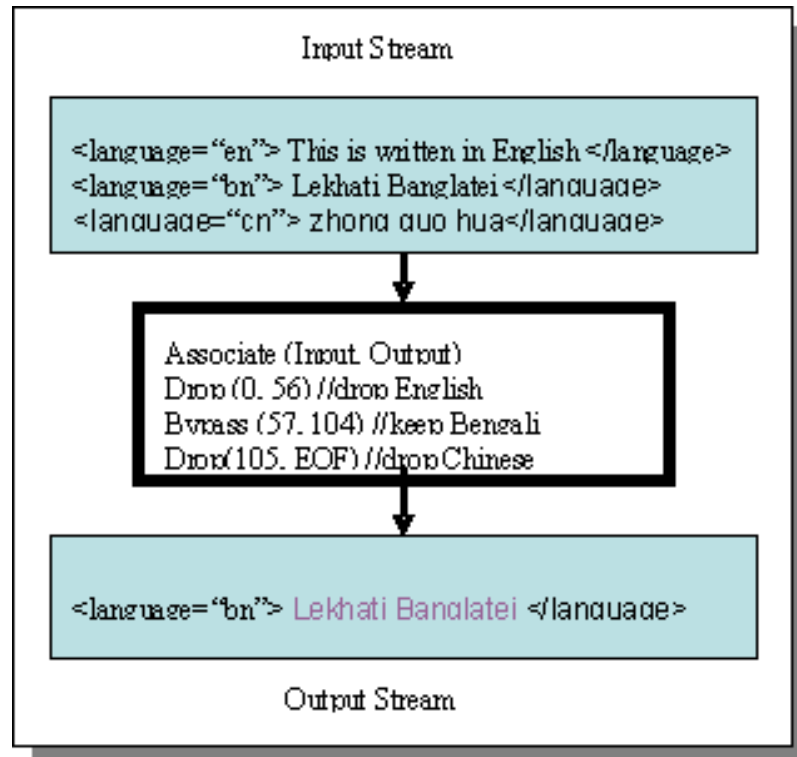 Input Stream
<language=“en”> This is written in English </language>
<language=“bn”> Lekhati Banglatei </language>
<language=“cn”> zhong guo hua</language>
Associate (Input, Output)
Drop (0, 56) //drop English
Bypass (57, 104) //keep Bengali
Drop(105, EOF) //drop Chinese
<language=“bn”> Lekhati Banglatei </language>
Output Stream